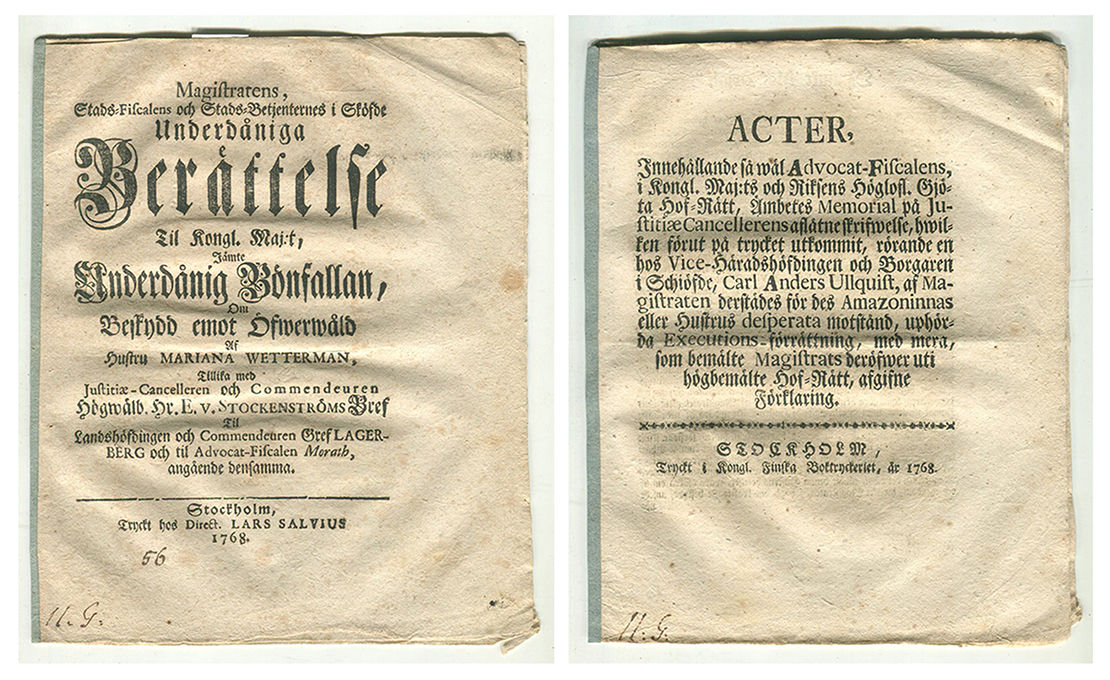 Magistratens,
Stads-Fiscalens och Stads-Betjenternes i Sköfde
Underdåniga
Berättelse
Til Kongl. Maj:t,
Jämte
Underdånig Bönfallan,
Om
Beskydd emot Öfwerwåld
Af
Hustru MARIANA WETTERMAN,
Tillika med
Justitiæ-Cancelleren och Commendeuren
Högwälb. Hr. E. v. STOCKENSTRÖMS Bref
Til
Landshöfdingen och Commendeuren Gref LAGER-
BERG och til Advocat-Fiscalen Morath,
angående densamma.
Stockholm,
Tryckt hos Direct. LARS SALVIUS
1768.
56
U. G.
ACTER,
Innehållande så wäl Advocat-Fiscalens,
i Kongl. Maj:ts och Riksens Höglofl. Gjö-
ta Hof-Rätt, Ambetes Memorial på Ju-
stitiæ Cancellerens aflåtne skrifwelse, hwil-
ken förut på trycket utkommit, rörande en
hos Vice-Häradshöfdingen och Borgaren
i Schiöfde, Carl Anders Ullquist, af Ma-
gistraten derstädes för des Amazoninnas
eller Hustrus desperata motstånd, uphör-
da Executions-förrättning, med mera,
som bemälte Magistrats deröfwer uti
högbemälte Hof-Rätt, afgifne
Förklaring.
STOCKHOLM,
Tryckt i Kongl. Finska Boktryckeriet, år 1768.
U. G.